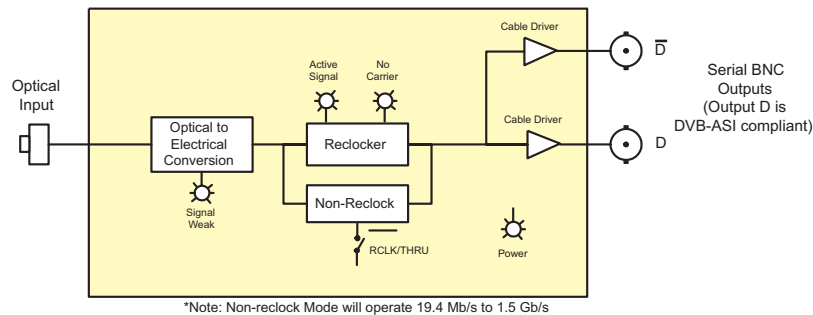 Optical
Input
Optical to
Electrical
Conversion
Signal
Weak
Active
Signal
No
Carrier
Reclocker
Non-Reclock
RCLK/THRU
Cable Driver
D
Cable Driver
D
Power
Serial BNC
Outputs
(Output D is
DVB-ASI compliant)
*Note: Non-reclock Mode will operate 19.4 Mb/s to 1.5 Gb/s